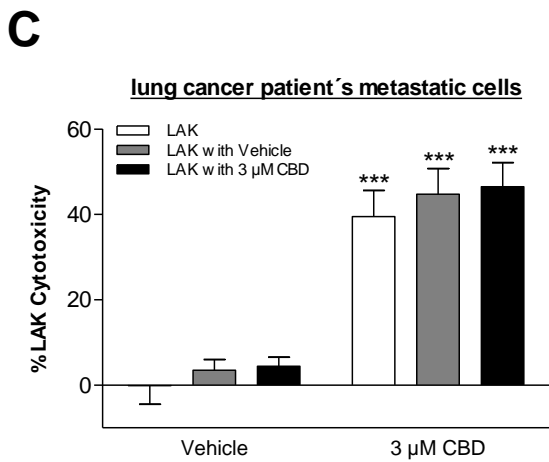 C
lung cancer patient´s metastatic cells
LAK
LAK with Vehicle
LAK with 3 µM CBD
% LAK Cytotoxicity
60
40
20
0
***
***
***
Vehicle
3 µM CBD